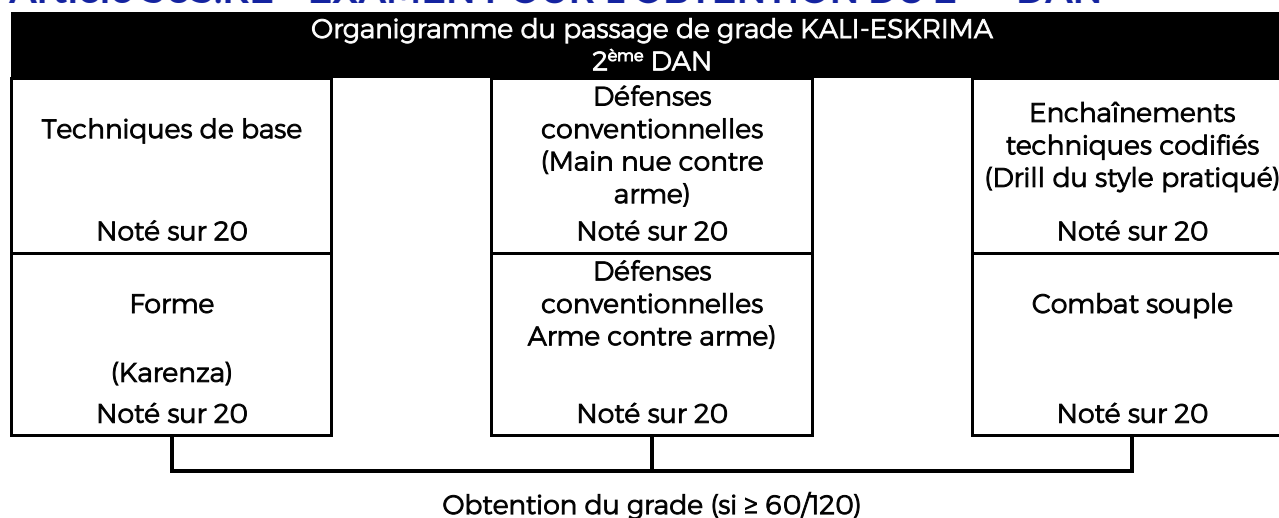 Organigramme du passage de grade KALI-ESKRIMA
2ème DAN
Techniques de base
Noté sur 20
Défenses
conventionnelles
(Main nue contre
arme)
Noté sur 20
Enchaînements
techniques codifiés
(Drill du style pratiqué)
Noté sur 20
Forme
(Karenza)
Noté sur 20
Défenses
conventionnelles
Arme contre arme)
Noté sur 20
Combat souple
Noté sur 20
Obtention du grade (si ≥ 60/120)